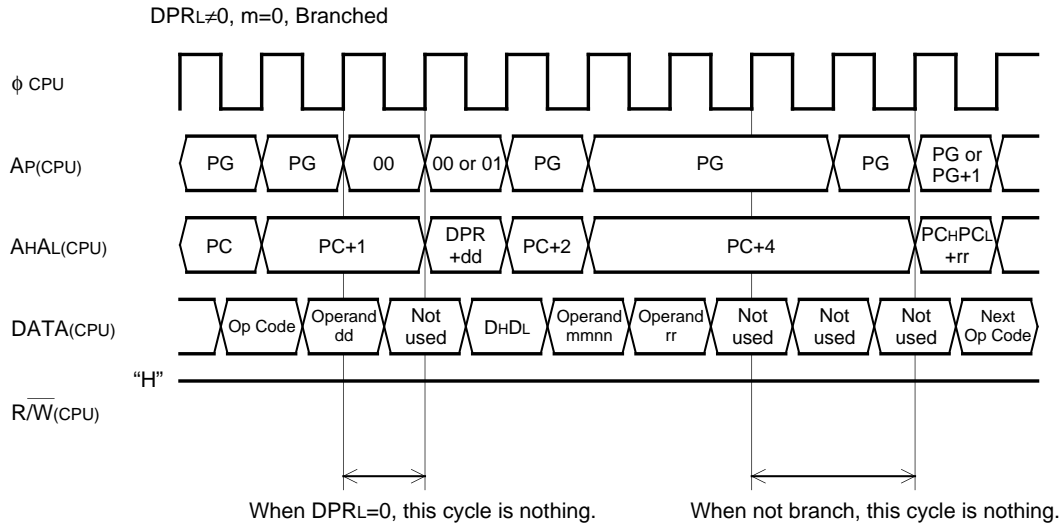 DPRL≠0, m=0, Branched
ϕ CPU
AP(CPU)
PG
PG
00
00 or 01
PG
PG
PG
PG or
PG+1
AHAL(CPU)
PC
PC+1
DPR
+dd
PC+2
PC+4
PCHPCL
+rr
DATA(CPU)
Op Code
Operand
dd
Not
used
DHDL
Operand
mmnn
Operand
rr
Not
used
Not
used
Not
used
Next
Op Code
“H”
R/W(CPU)
When DPRL=0, this cycle is nothing.
When not branch, this cycle is nothing.